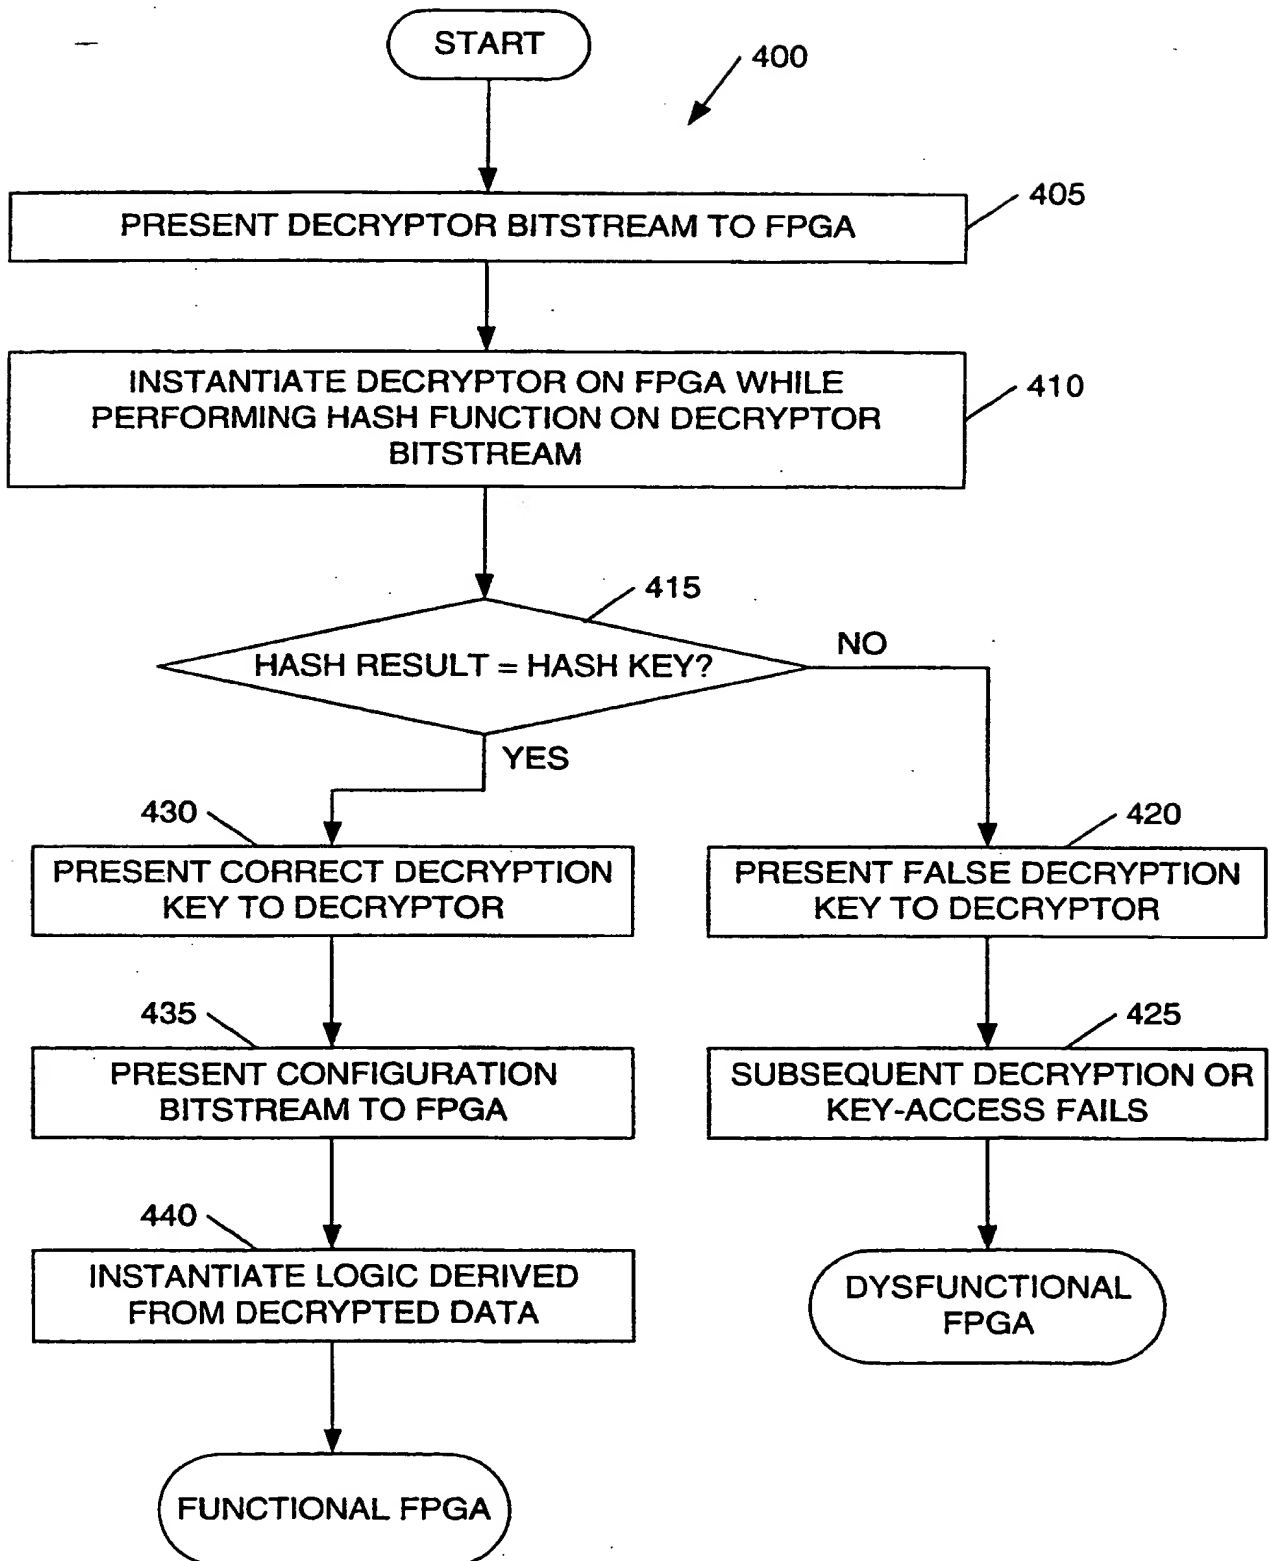 START
400
405
PRESENT DECRYPTOR BITSTREAM TO FPGA
410
INSTANTIATE DECRYPTOR ON FPGA WHILE
PERFORMING HASH FUNCTION ON DECRYPTOR
BITSTREAM
415
HASH RESULT = HASH KEY?
NO
YES
430
PRESENT CORRECT DECRYPTION
KEY TO DECRYPTOR
420
PRESENT FALSE DECRYPTION
KEY TO DECRYPTOR
435
PRESENT CONFIGURATION
BITSTREAM TO FPGA
425
SUBSEQUENT DECRYPTION OR
KEY-ACCESS FAILS
440
INSTANTIATE LOGIC DERIVED
FROM DECRYPTED DATA
DYSFUNCTIONAL
FPGA
FUNCTIONAL FPGA